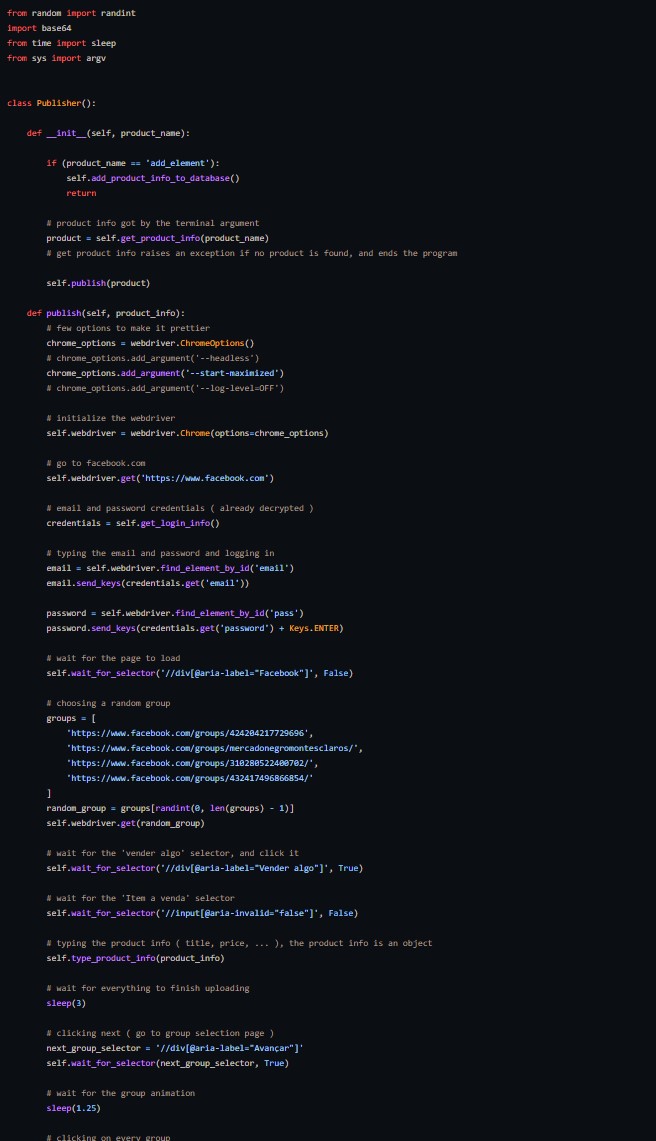 from random import randint
import base64
from time import sleep
from sys import argv
class Publisher():
def __init__(self, product_name):
if (product_name == 'add_element'):
self.add_product_info_to_database()
return
# product info got by the terminal argument
product = self.get_product_info(product_name)
# get product info raises an exception if no product is found, and ends the program
self.publish(product)
def publish(self, product_info):
# few options to make it prettier
chrome_options = webdriver.ChromeOptions()
# chrome_options.add_argument('--headless')
chrome_options.add_argument('--start-maximized')
# chrome_options.add_argument('--log-level=OFF')
# initialize the webdriver
self.webdriver = webdriver.Chrome(options=chrome_options)
# go to facebook.com
self.webdriver.get('https://www.facebook.com')
# email and password credentials ( already decrypted )
credentials = self.get_login_info()
# typing the email and password and logging in
email = self.webdriver.find_element_by_id('email')
email.send_keys(credentials.get('email'))
password = self.webdriver.find_element_by_id('pass')
password.send_keys(credentials.get('password') + Keys.ENTER)
# wait for the page to load
self.wait_for_selector('//div[@aria-label="Facebook"]', False)
# choosing a random group
groups = [
'https://www.facebook.com/groups/424204217729696',
'https://www.facebook.com/groups/mercadonegromontesclaros/',
'https://www.facebook.com/groups/310280522400702/',
'https://www.facebook.com/groups/432417496866854/'
]
random_group = groups[randint(0, len(groups) - 1)]
self.webdriver.get(random_group)
# wait for the 'vender algo' selector, and click it
self.wait_for_selector('//div[@aria-label="Vender algo"]', True)
# wait for the 'Item a venda' selector
self.wait_for_selector('//input[@aria-invalid="false"]', False)
# typing the product info ( title, price, ... ), the product info is an object
self.type_product_info(product_info)
# wait for everything to finish uploading
sleep(3)
# clicking next ( go to group selection page )
next_group_selector = '//div[@aria-label="Avançar"]'
self.wait_for_selector(next_group_selector, True)
# wait for the group animation
sleep(1.25)
# clicking on every group